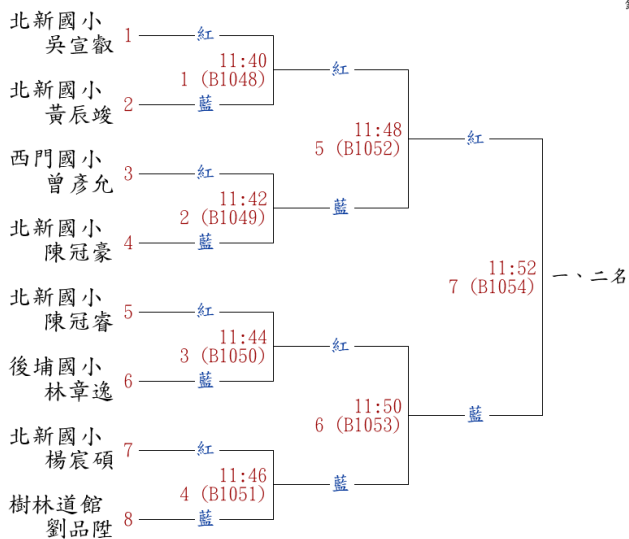 北新國小
吳宣叡 1 紅
11:40
1 (B1048) 紅
北新國小
黃辰竣 2 藍
11:48
5 (B1052) 紅
西門國小
曾彥允 3 紅
11:42
2 (B1049) 藍
北新國小
陳冠豪 4 藍
11:52
7 (B1054) 一、二名
北新國小
陳冠睿 5 紅
11:44
3 (B1050) 紅
後埔國小
林章逸 6 藍
11:50
6 (B1053) 藍
北新國小
楊宸碩 7 紅
11:46
4 (B1051) 藍
樹林道館
劉品陞 8 藍